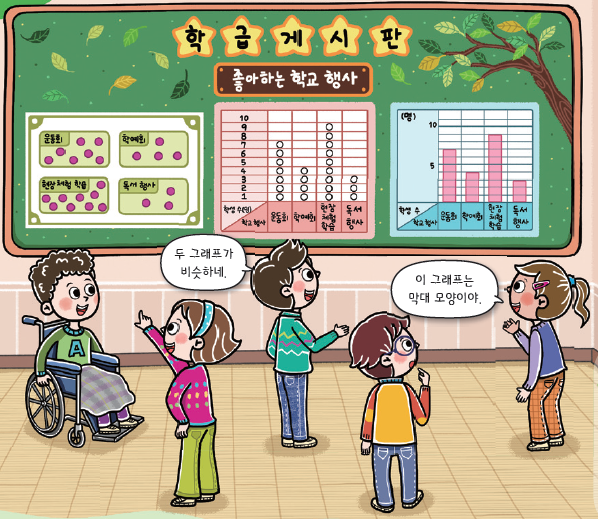 학급게시판
좋아하는 학교 행사
운동회
학예회
현장 체험 학습
독서 행사
10
9
8
7
6
5
4
3
2
1
학생 수(명)
학교 행사
운동회
학예회
현장
체험
학습
독서
행사
(명)
10
5
학생 수
학교 행사
운동회
학예회
현장
체험
학습
독서
행사
두 그래프가
비슷하네.
이 그래프는
막대 모양이야.
A